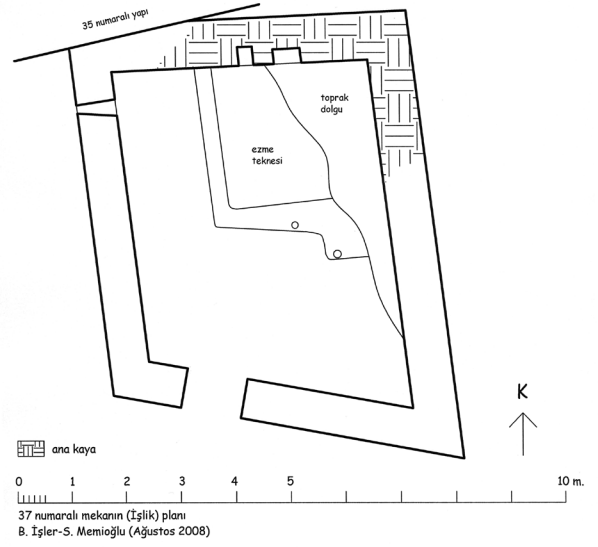 35 numaralı yapı
toprak
dolgu
ezme
teknesi
K
ana kaya
0 1 2 3 4 5 10 m.
37 numaralı mekanın (İşlik) planı
B. İşler-S. Memioğlu (Ağustos 2008)